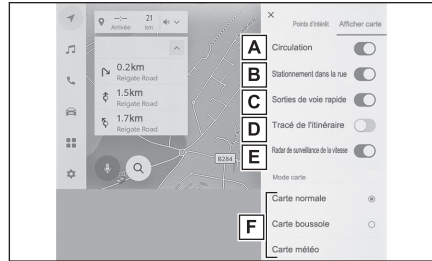 --:--
Arrivée
21
km
0.2km
Reigate Road
1.5km
Reigate Road
1.7km
Reigate Road
B284
Points d'intérêt
Afficher carte
A
Circulation
B
Stationnement dans la rue
C
Sorties de voie rapide
D
Tracé de l'itinéraire
E
Radar de surveillance de la vitesse
Mode carte
Carte normale
F
Carte boussole
Carte météo